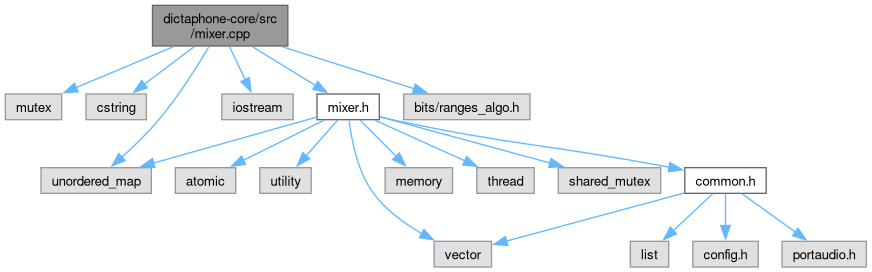 dictaphone-core/src
/mixer.cpp
mutex
cstring
iostream
mixer.h
bits/ranges_algo.h
unordered_map
atomic
utility
memory
thread
shared_mutex
common.h
vector
list
config.h
portaudio.h